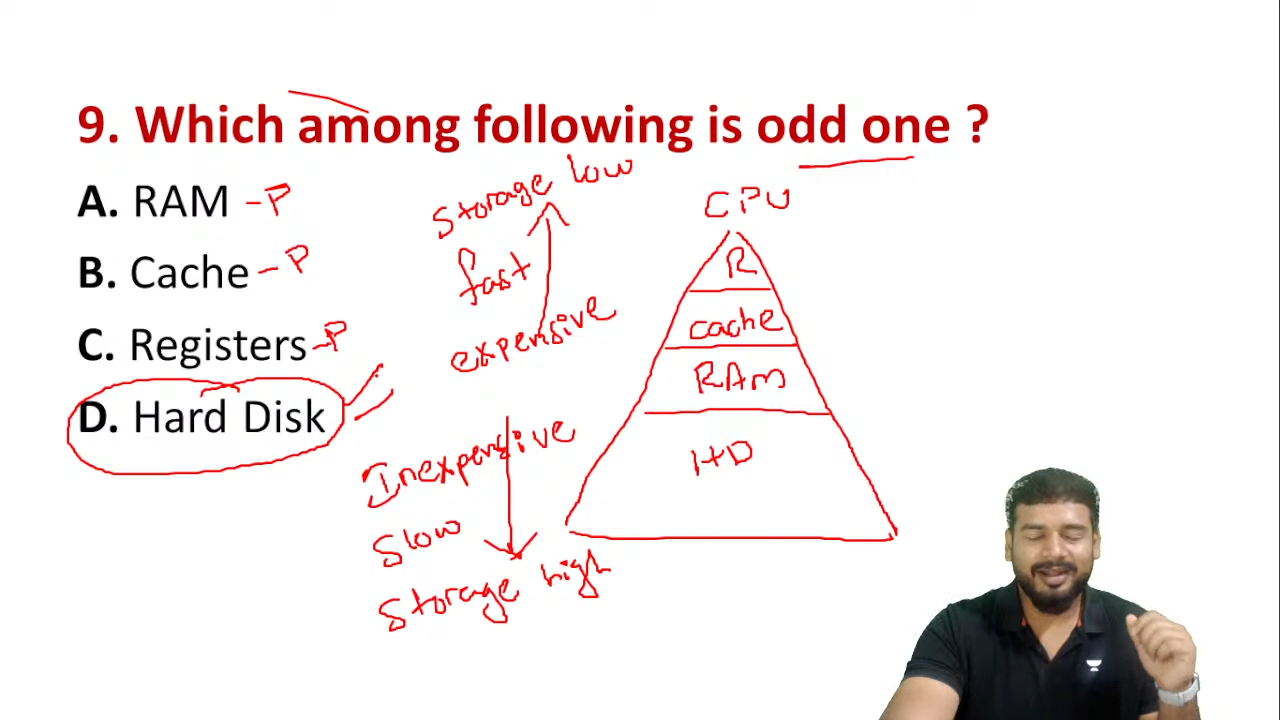 9. Which among following is odd one ?
A. RAM - P
B. Cache - P
C. Registers - P
D. Hard Disk
Storage low
fast
expensive
Inexpensive
Slow
Storage high
CPU
R
cache
RAM
HD